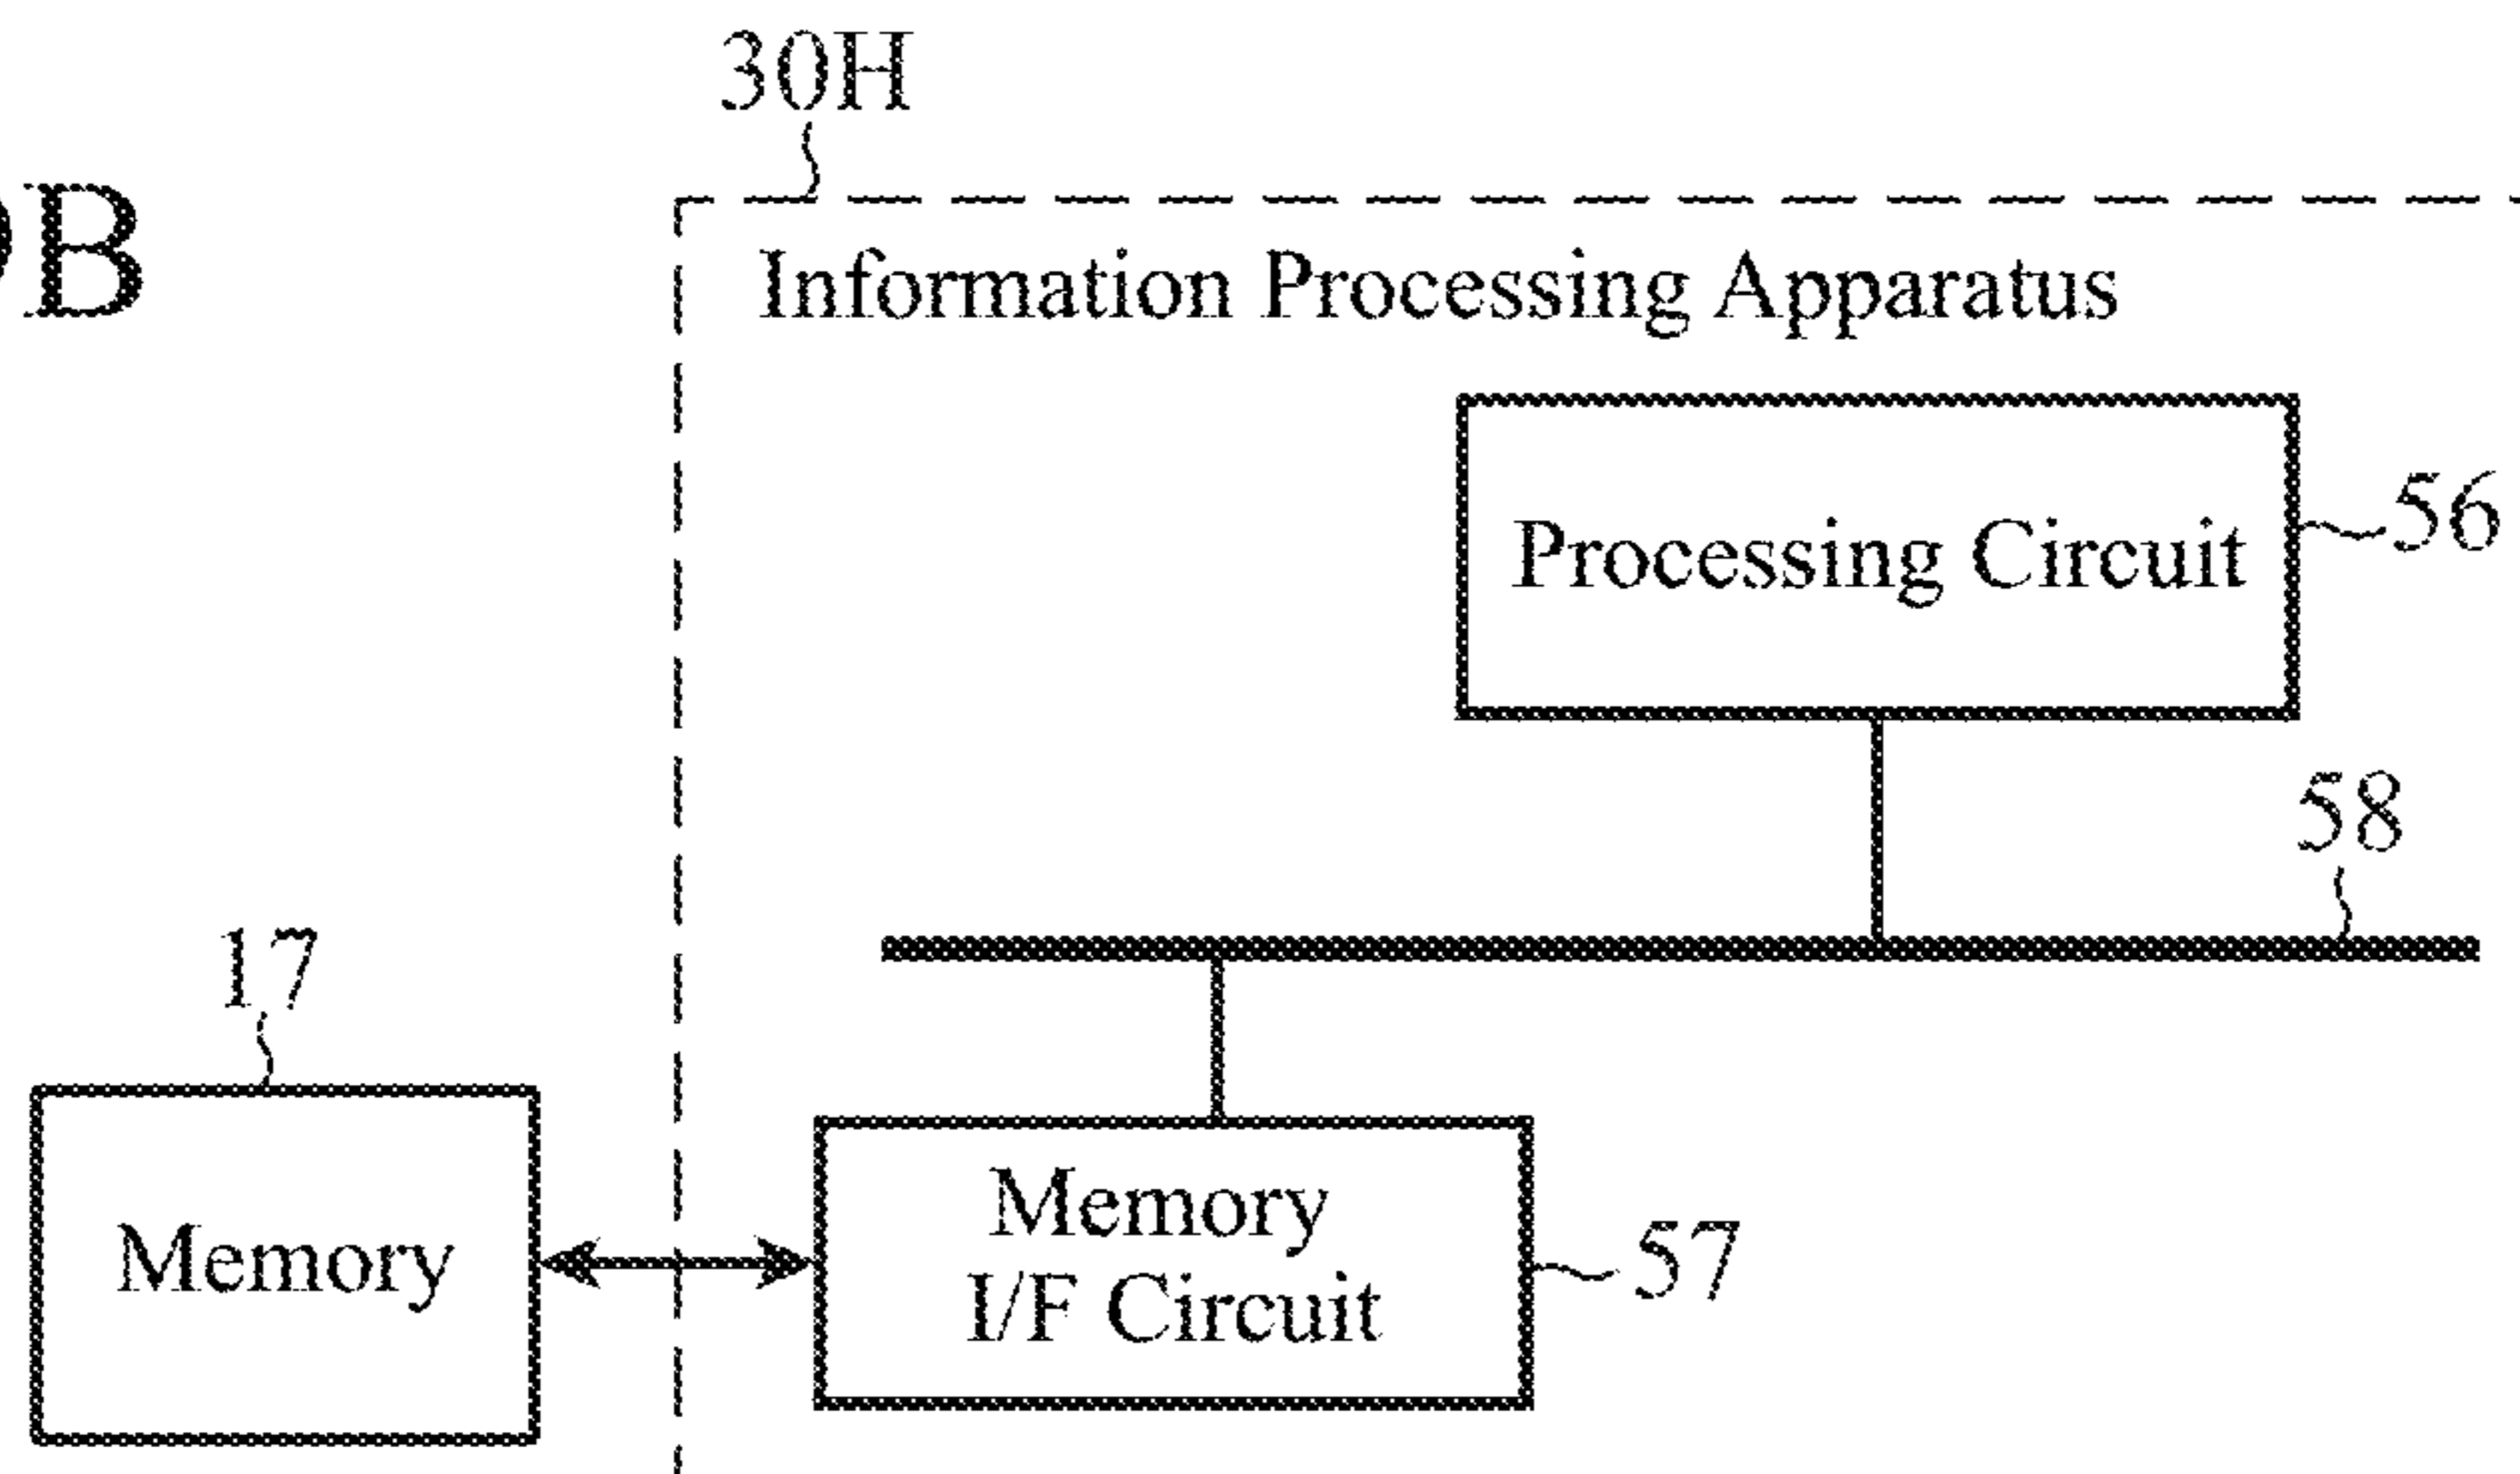 30H
B
Information Processing Apparatus
Processing Circuit
56
58
17
Memory
Memory
I/F Circuit
57